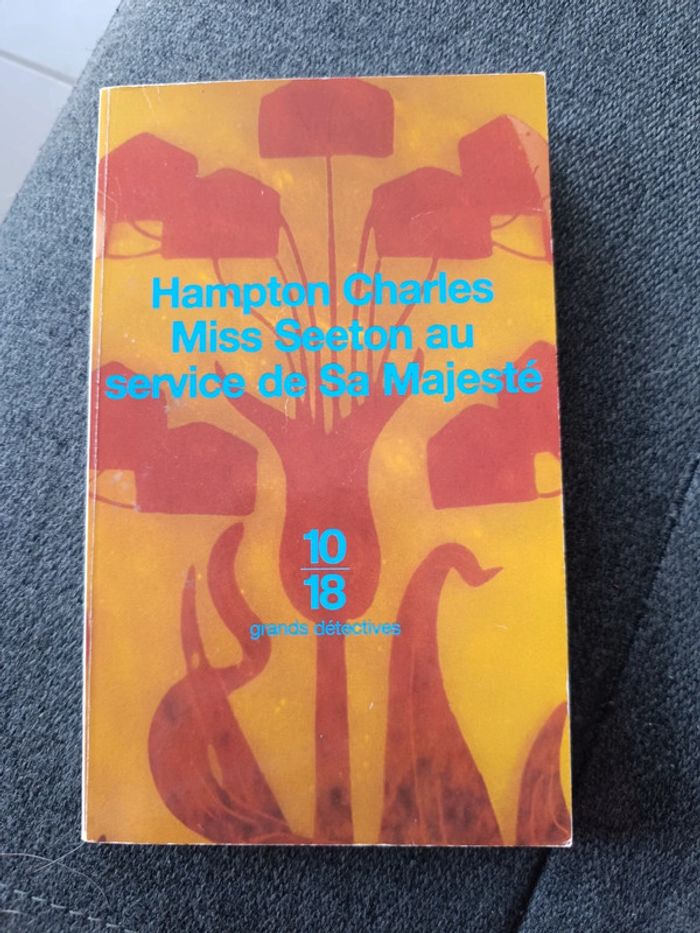 Hampton Charles
Miss Seeton au
service de Sa Majesté
10
18
grands détectives